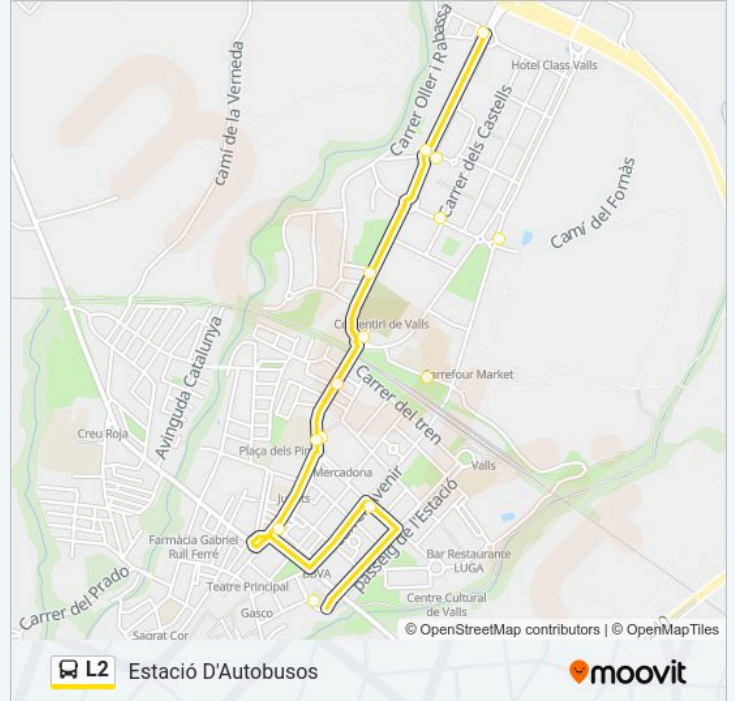 Carrer Oller i Rabassa
Hotel Class Valls
camí de la Verneda
Carrer dels Castells
Camí del Fornàs
Avinguda Catalunya
de Valls
Carrer del tren
Market
Creu Roja
Plaça dels
Mercadona
Valls
passeig de l'Estació
Farmàcia Gabriel
Rull Ferré
BBVA
Bar Restaurante
LUGA
Teatre Principal
Gasco
Centre Cultural
de Valls
Carrer del Prado
Sagrat Cor
© OpenStreetMap contributors | © OpenMapTiles
L2 Estació D'Autobusos
moovit